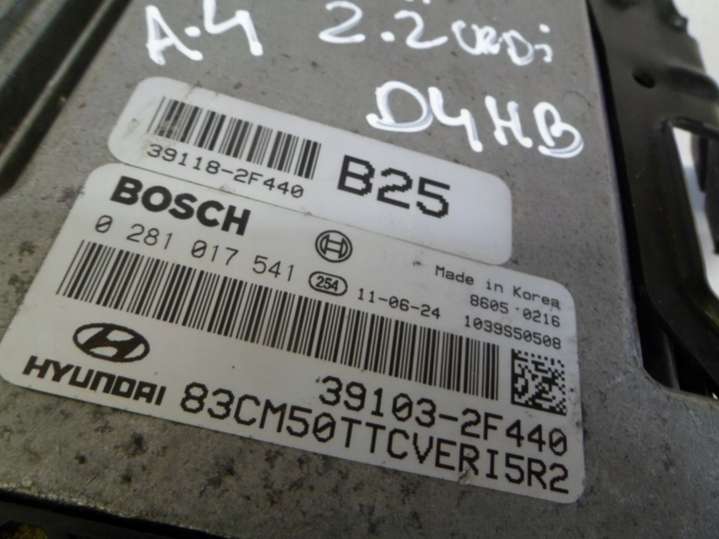 A.4 2.2CRDi
D4HB
39118-2F440
B25
BOSCH
0 281 017 541
254
11-06-24
Made in Korea
8605 0216
1039S50508
HYUNDAI
39103-2F440
83CM50TTCVERI5R2